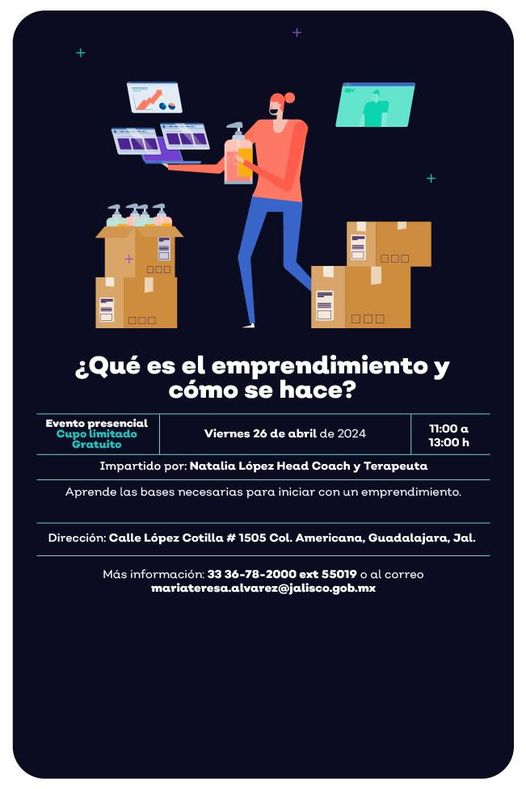 ¿Qué es el emprendimiento y
cómo se hace?
Evento presencial
Cupo limitado
Gratuito
Viernes 26 de abril de 2024
11:00 a
13:00 h
Impartido por: Natalia López Head Coach y Terapeuta
Aprende las bases necesarias para iniciar con un emprendimiento.
Dirección: Calle López Cotilla # 1505 Col. Americana, Guadalajara, Jal.
Más información: 33 36-78-2000 ext 55019 o al correo
mariateresa.alvarez@jalisco.gob.mx